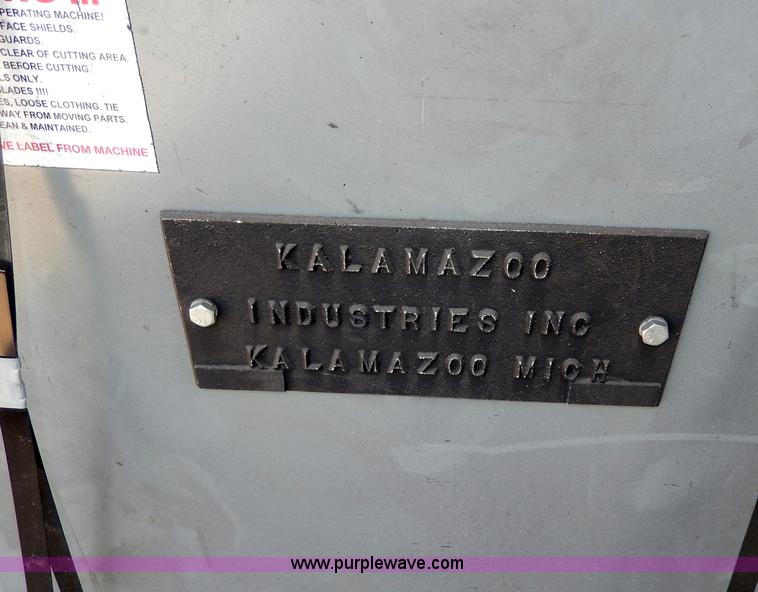 PERATING MACHINE!
FACE SHIELDS.
GUARDS.
CLEAR OF CUTTING AREA.
BEFORE CUTTING.
LS ONLY.
LADES !!!!
ES, LOOSE CLOTHING. TIE
WAY, FROM MOVING PARTS.
EAN & MAINTAINED.
VE LABEL FROM MACHINE
KALAMAZOO
INDUSTRIES INC
KALAMAZOO MICH
www.purplewave.com